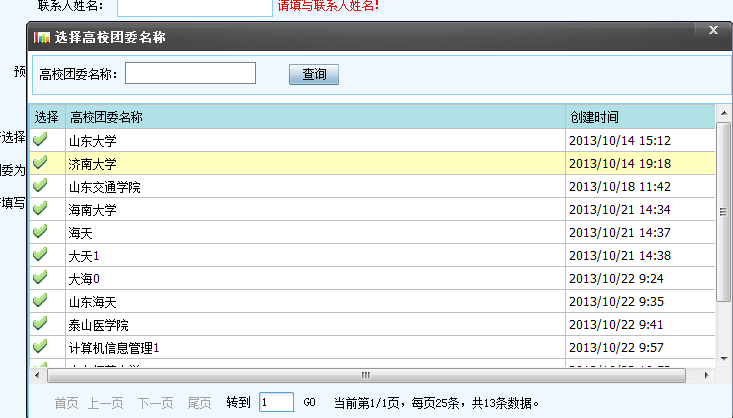 联系人姓名： 请填写联系人姓名！
选择高校团委名称 X
预
高校团委名称： 查询
选择 高校团委名称 创建时间
选择 山东大学 2013/10/14 15:12
济南大学 2013/10/14 19:18
委为 山东交通学院 2013/10/18 11:42
填写 海南大学 2013/10/21 14:34
海天 2013/10/21 14:37
大天1 2013/10/21 14:38
大海0 2013/10/22 9:24
山东海天 2013/10/22 9:35
泰山医学院 2013/10/22 9:41
计算机信息管理1 2013/10/22 9:57
首页 上一页 下一页 尾页 转到 1 GO 当前第1/1页，每页25条，共13条数据。